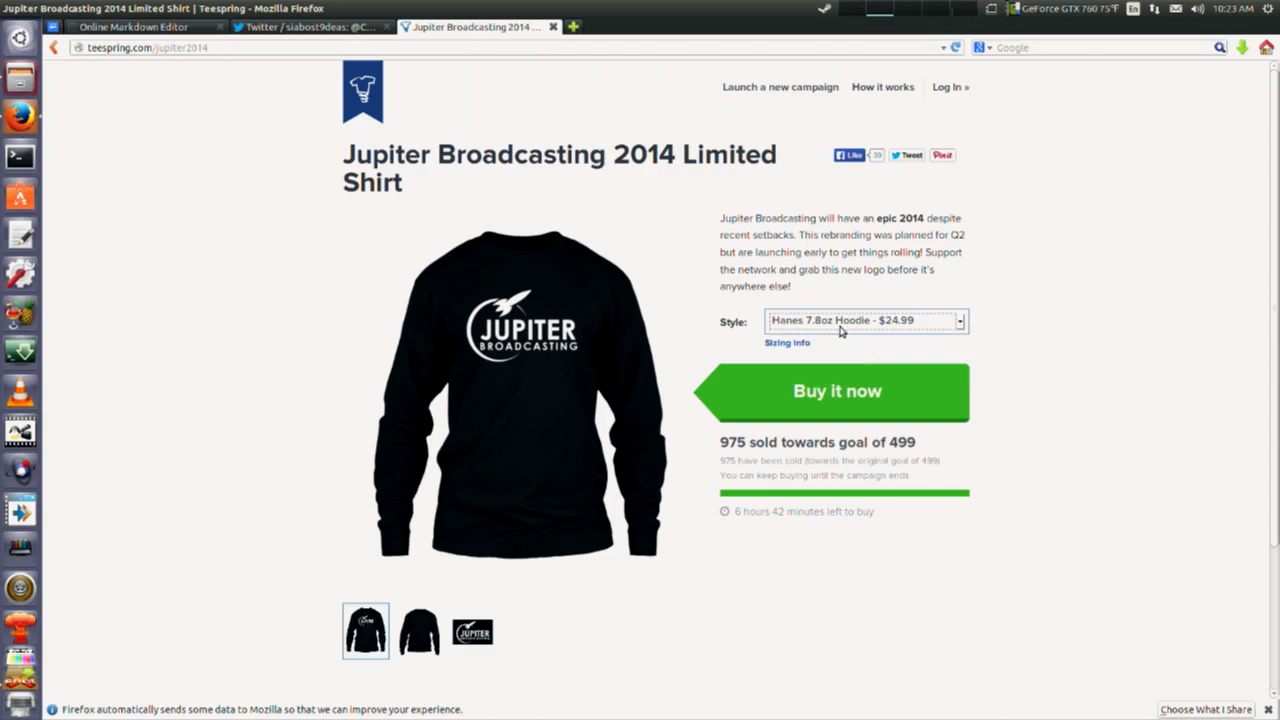 Jupiter Broadcasting 2014 Limited Shirt | Teespring - Mozilla Firefox
GeForce GTX 760 75°F
En
10:23 AM
Online Markdown Editor
Twitter / siabost9deas: @C...
Jupiter Broadcasting 2014 ...
teespring.com/jupiter2014
Google
Launch a new campaign
How it works
Log In »
Jupiter Broadcasting 2014 Limited
Shirt
Like
39
Tweet
Pin it
Jupiter Broadcasting will have an epic 2014 despite
recent setbacks. This rebranding was planned for Q2
but are launching early to get things rolling! Support
the network and grab this new logo before it's
anywhere else!
Style:
Hanes 7.8oz Hoodie - $24.99
Sizing info
JUPITER
BROADCASTING
Buy it now
975 sold towards goal of 499
975 have been sold (towards the original goal of 499)
You can keep buying until the campaign ends
6 hours 42 minutes left to buy
JUPITER
Firefox automatically sends some data to Mozilla so that we can improve your experience.
Choose What I Share